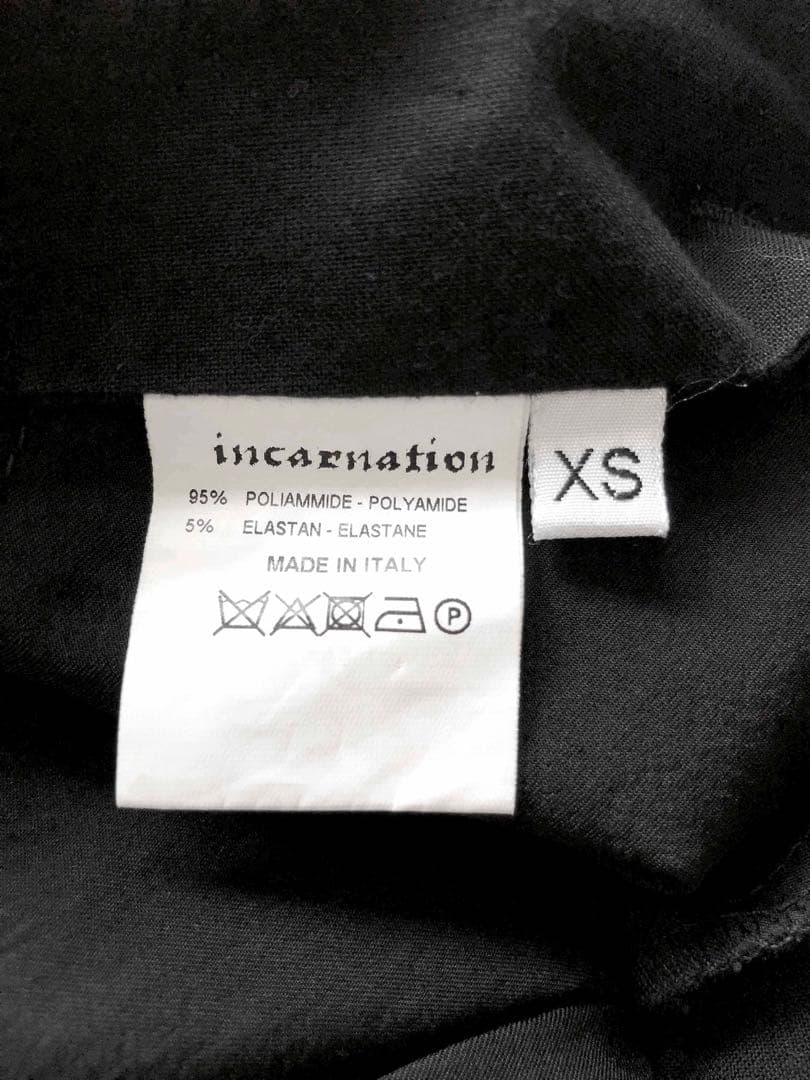 incarnation
95% POLIAMMIDE - POLYAMIDE
5% ELASTAN - ELASTANE
MADE IN ITALY
P
XS